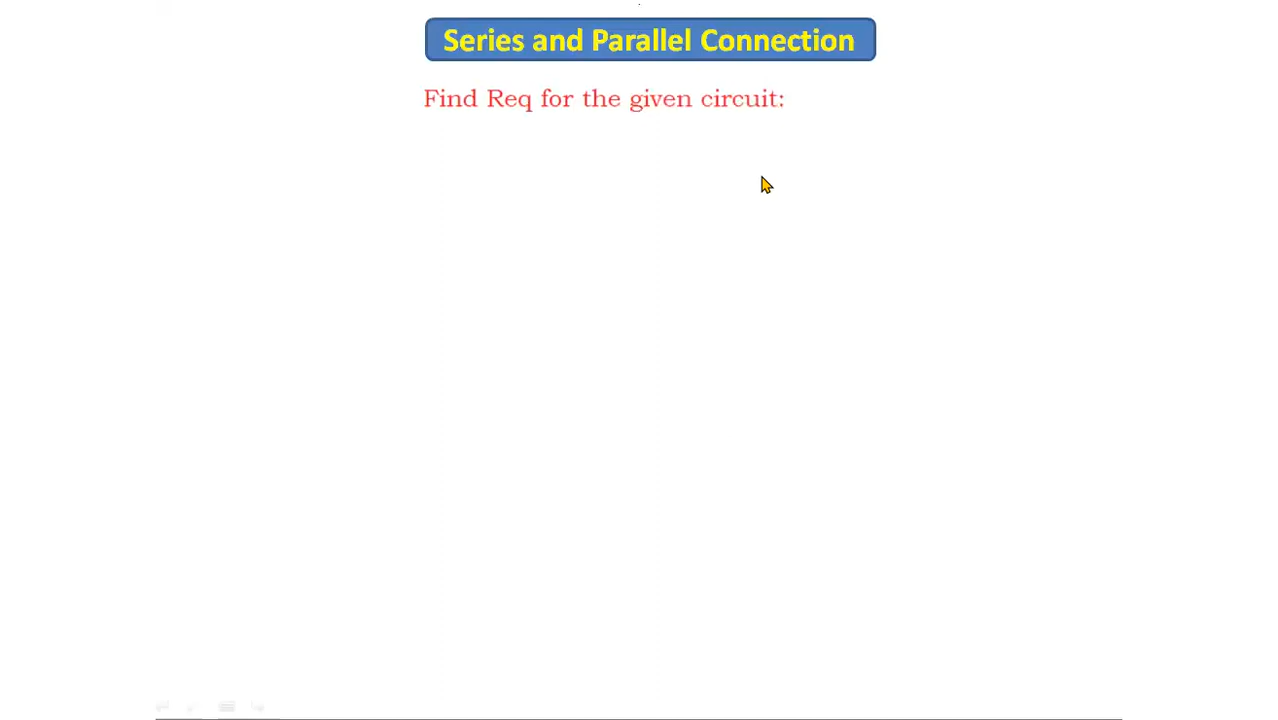 Series and Parallel Connection
Find Req for the given circuit: